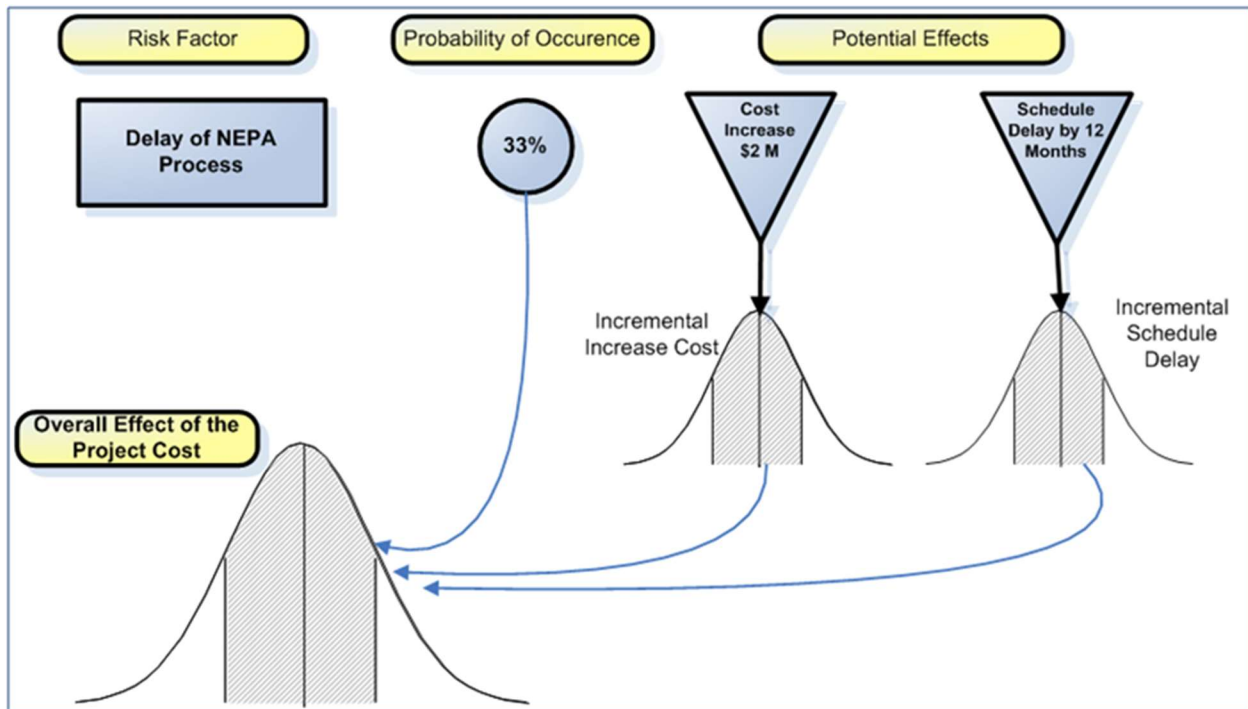 Risk Factor
Probability of Occurence
Potential Effects
Delay of NEPA
Process
33%
Cost
Increase
$2 M
Schedule
Delay by 12
Months
Incremental
Increase Cost
Incremental
Schedule
Delay
Overall Effect of the
Project Cost